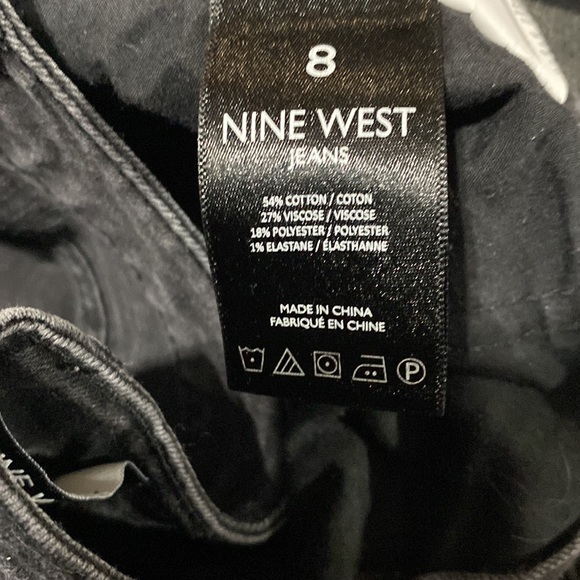 8
NINE WEST
JEANS
54% COTTON / COTON
27% VISCOSE / VISCOSE
18% POLYESTER / POLYESTER
1% ELASTANE / ÉLASTHANNE
MADE IN CHINA
FABRIQUÉ EN CHINE
P